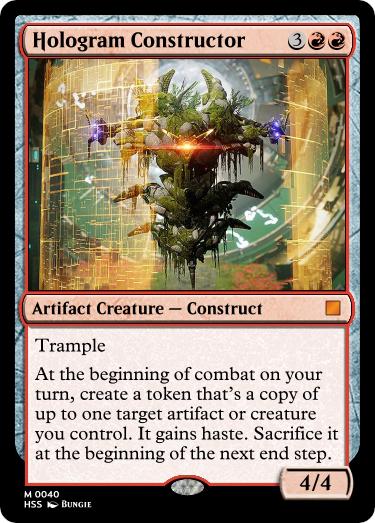 Hologram Constructor 3
Artifact Creature — Construct
Trample
At the beginning of combat on your
turn, create a token that's a copy of
up to one target artifact or creature
you control. It gains haste. Sacrifice it
at the beginning of the next end step.
4/4
M 0040
HSS Bungie